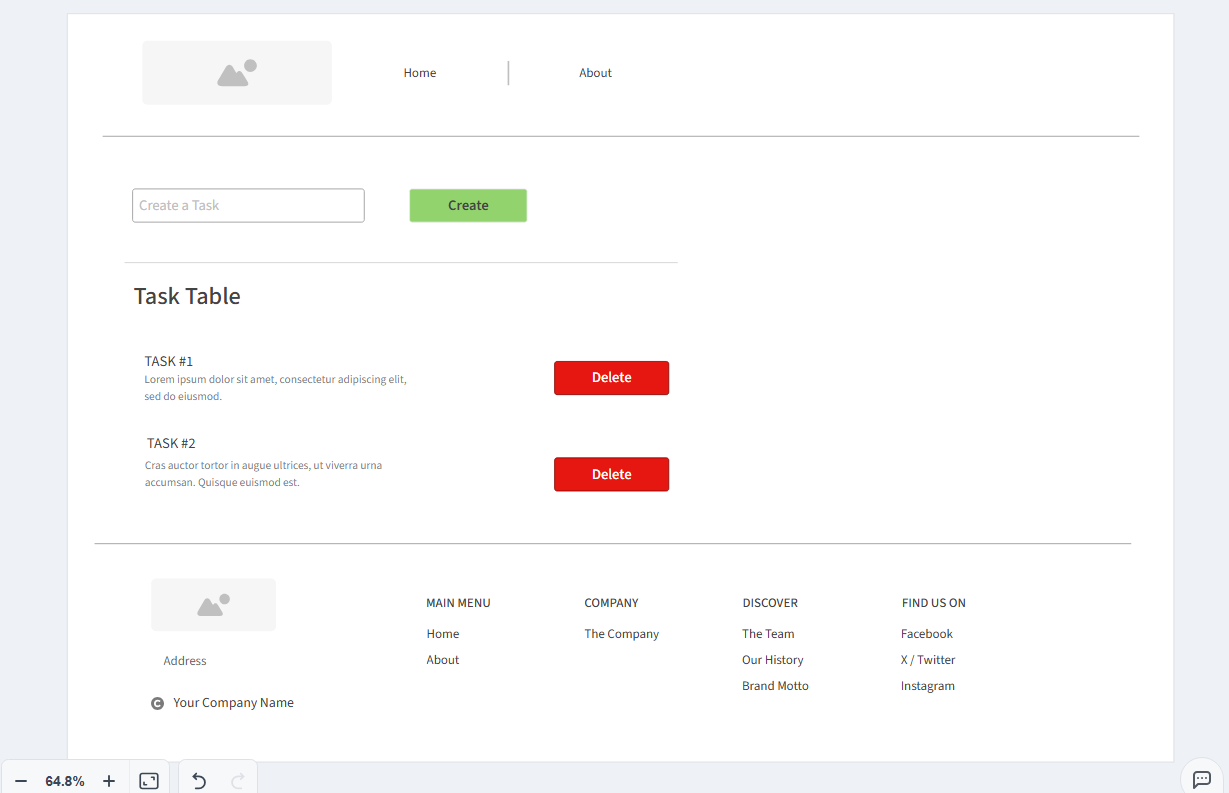 Home
About
Create a Task
Create
Task Table
TASK #1
Lorem ipsum dolor sit amet, consectetur adipiscing elit,
sed do eiusmod.
Delete
TASK #2
Cras auctor tortor in augue ultrices, ut viverra urna
accumsan. Quisque euismod est.
Delete
Address
C Your Company Name
MAIN MENU
Home
About
COMPANY
The Company
DISCOVER
The Team
Our History
Brand Motto
FIND US ON
Facebook
X / Twitter
Instagram
64.8%